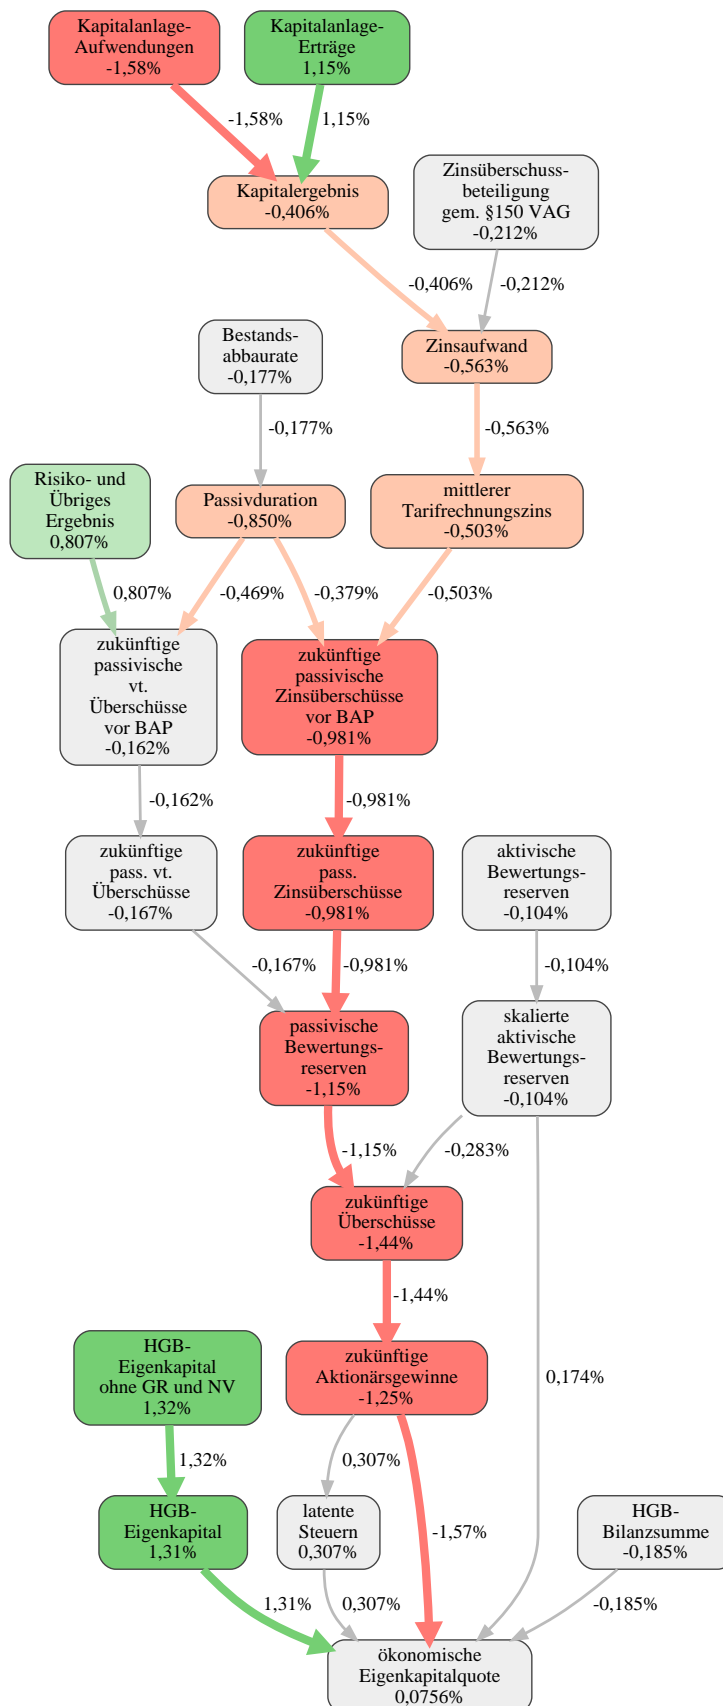 Kapitalanlage-
Aufwendungen
-1,58%
Kapitalanlage-
Erträge
1,15%
-1,58%
1,15%
Kapitalergebnis
-0,406%
Zinsüberschuss-
beteiligung
gem. §150 VAG
-0,212%
-0,406%
-0,212%
Bestands-
abbaurate
-0,177%
Zinsaufwand
-0,563%
-0,177%
-0,563%
Risiko- und
Übriges
Ergebnis
0,807%
Passivduration
-0,850%
mittlerer
Tarifrechnungszins
-0,503%
0,807%
-0,469%
-0,379%
-0,503%
zukünftige
passivische
vt.
Überschüsse
vor BAP
-0,162%
zukünftige
passivische
Zinsüberschüsse
vor BAP
-0,981%
-0,162%
-0,981%
zukünftige
pass. vt.
Überschüsse
-0,167%
zukünftige
pass.
Zinsüberschüsse
-0,981%
aktivische
Bewertungs-
reserven
-0,104%
-0,167%
-0,981%
-0,104%
passivische
Bewertungs-
reserven
-1,15%
skalierte
aktivische
Bewertungs-
reserven
-0,104%
-1,15%
-0,283%
zukünftige
Überschüsse
-1,44%
-1,44%
HGB-
Eigenkapital
ohne GR und NV
1,32%
zukünftige
Aktionärsgewinne
-1,25%
0,174%
1,32%
0,307%
-1,57%
HGB-
Eigenkapital
1,31%
latente
Steuern
0,307%
HGB-
Bilanzsumme
-0,185%
1,31%
0,307%
-0,185%
ökonomische
Eigenkapitalquote
0,0756%